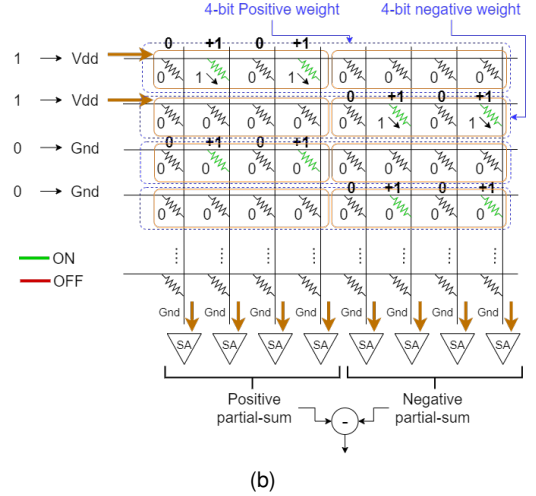 4-bit Positive weight 4-bit negative weight
0 +1 0 +1
1 Vdd
0 1 0 1 0 0 0 0
1 Vdd 0 +1 0 +1
0 0 0 0 0 1 0 1
0 Gnd 0 +1 0 +1
0 0 0 0 0 0 0 0
0 Gnd 0 +1 0 +1
0 0 0 0 0 0 0 0
ON
OFF
Gnd Gnd Gnd Gnd Gnd Gnd Gnd Gnd
SA SA SA SA SA SA SA SA
Positive Negative
partial-sum - partial-sum
(b)